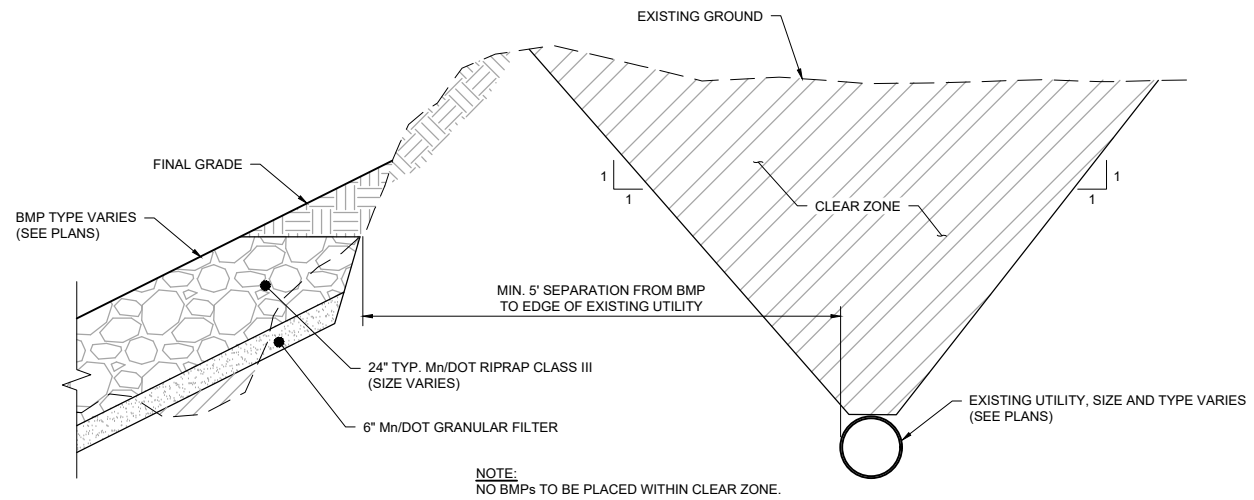 EXISTING GROUND
FINAL GRADE
BMP TYPE VARIES
(SEE PLANS)
1
1
CLEAR ZONE
1
1
MIN. 5' SEPARATION FROM BMP
TO EDGE OF EXISTING UTILITY
24" TYP. Mn/DOT RIPRAP CLASS III
(SIZE VARIES)
6" Mn/DOT GRANULAR FILTER
EXISTING UTILITY, SIZE AND TYPE VARIES
(SEE PLANS)
NOTE:
NO BMPs TO BE PLACED WITHIN CLEAR ZONE.